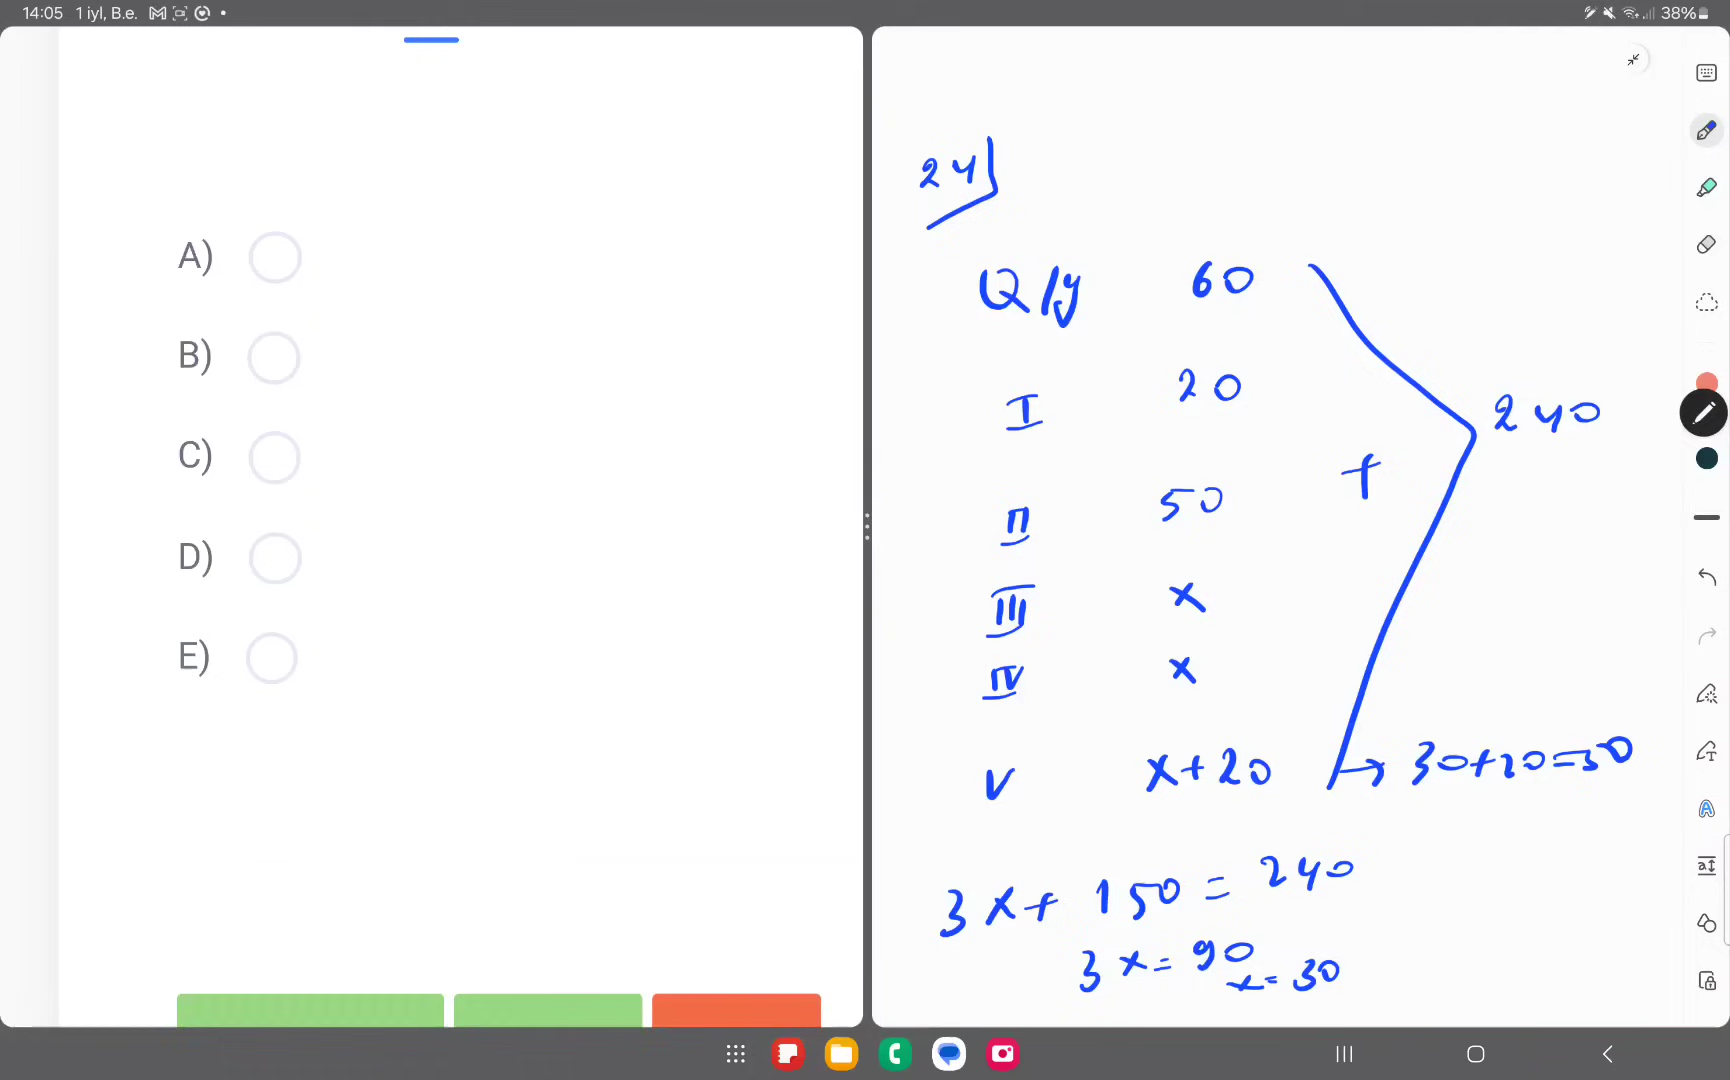 14:05 1 iyl, B.e.
38%
A)
B)
C)
D)
E)
24
Q/y 60
I 20
240
+
II 50
III x
IV x
V x+20 → 30+20=50
3x+150=240
3x=90
x=30